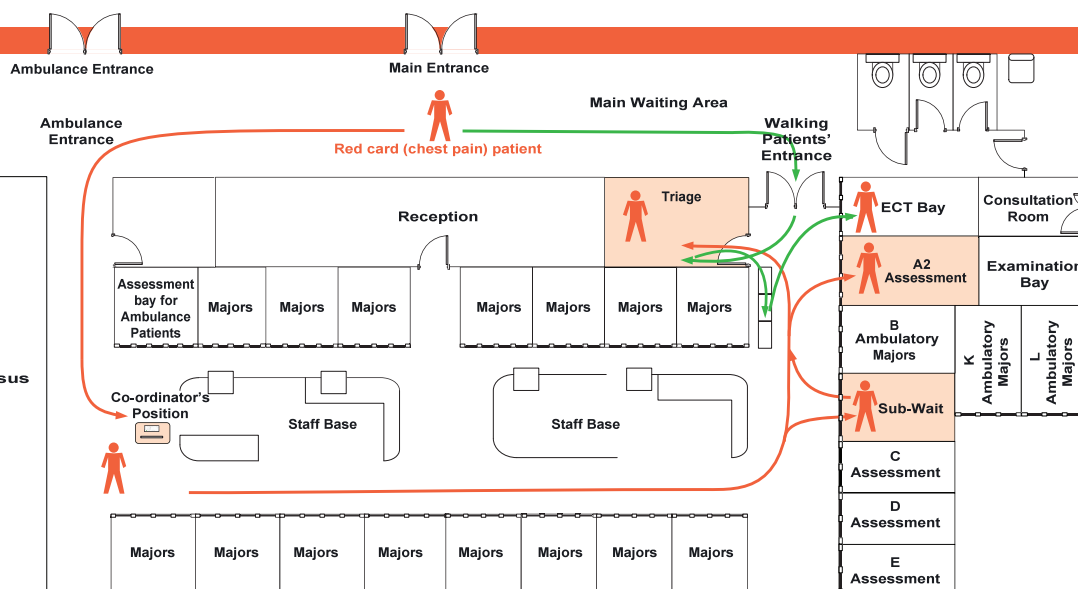 Ambulance Entrance
Main Entrance
Main Waiting Area
Ambulance
Entrance
Walking
Patients'
Entrance
Red card (chest pain) patient
Reception
Triage
ECT Bay
Consultation
Room
A2
Assessment
Examination
Bay
Assessment
bay for
Ambulance
Patients
Majors
Majors
Majors
Majors
Majors
Majors
Majors
B
Ambulatory
Majors
K
Ambulatory
Majors
L
Ambulatory
Majors
sus
Co-ordinator's
Position
Staff Base
Staff Base
Sub-Wait
C
Assessment
D
Assessment
E
Assessment
Majors
Majors
Majors
Majors
Majors
Majors
Majors
Majors